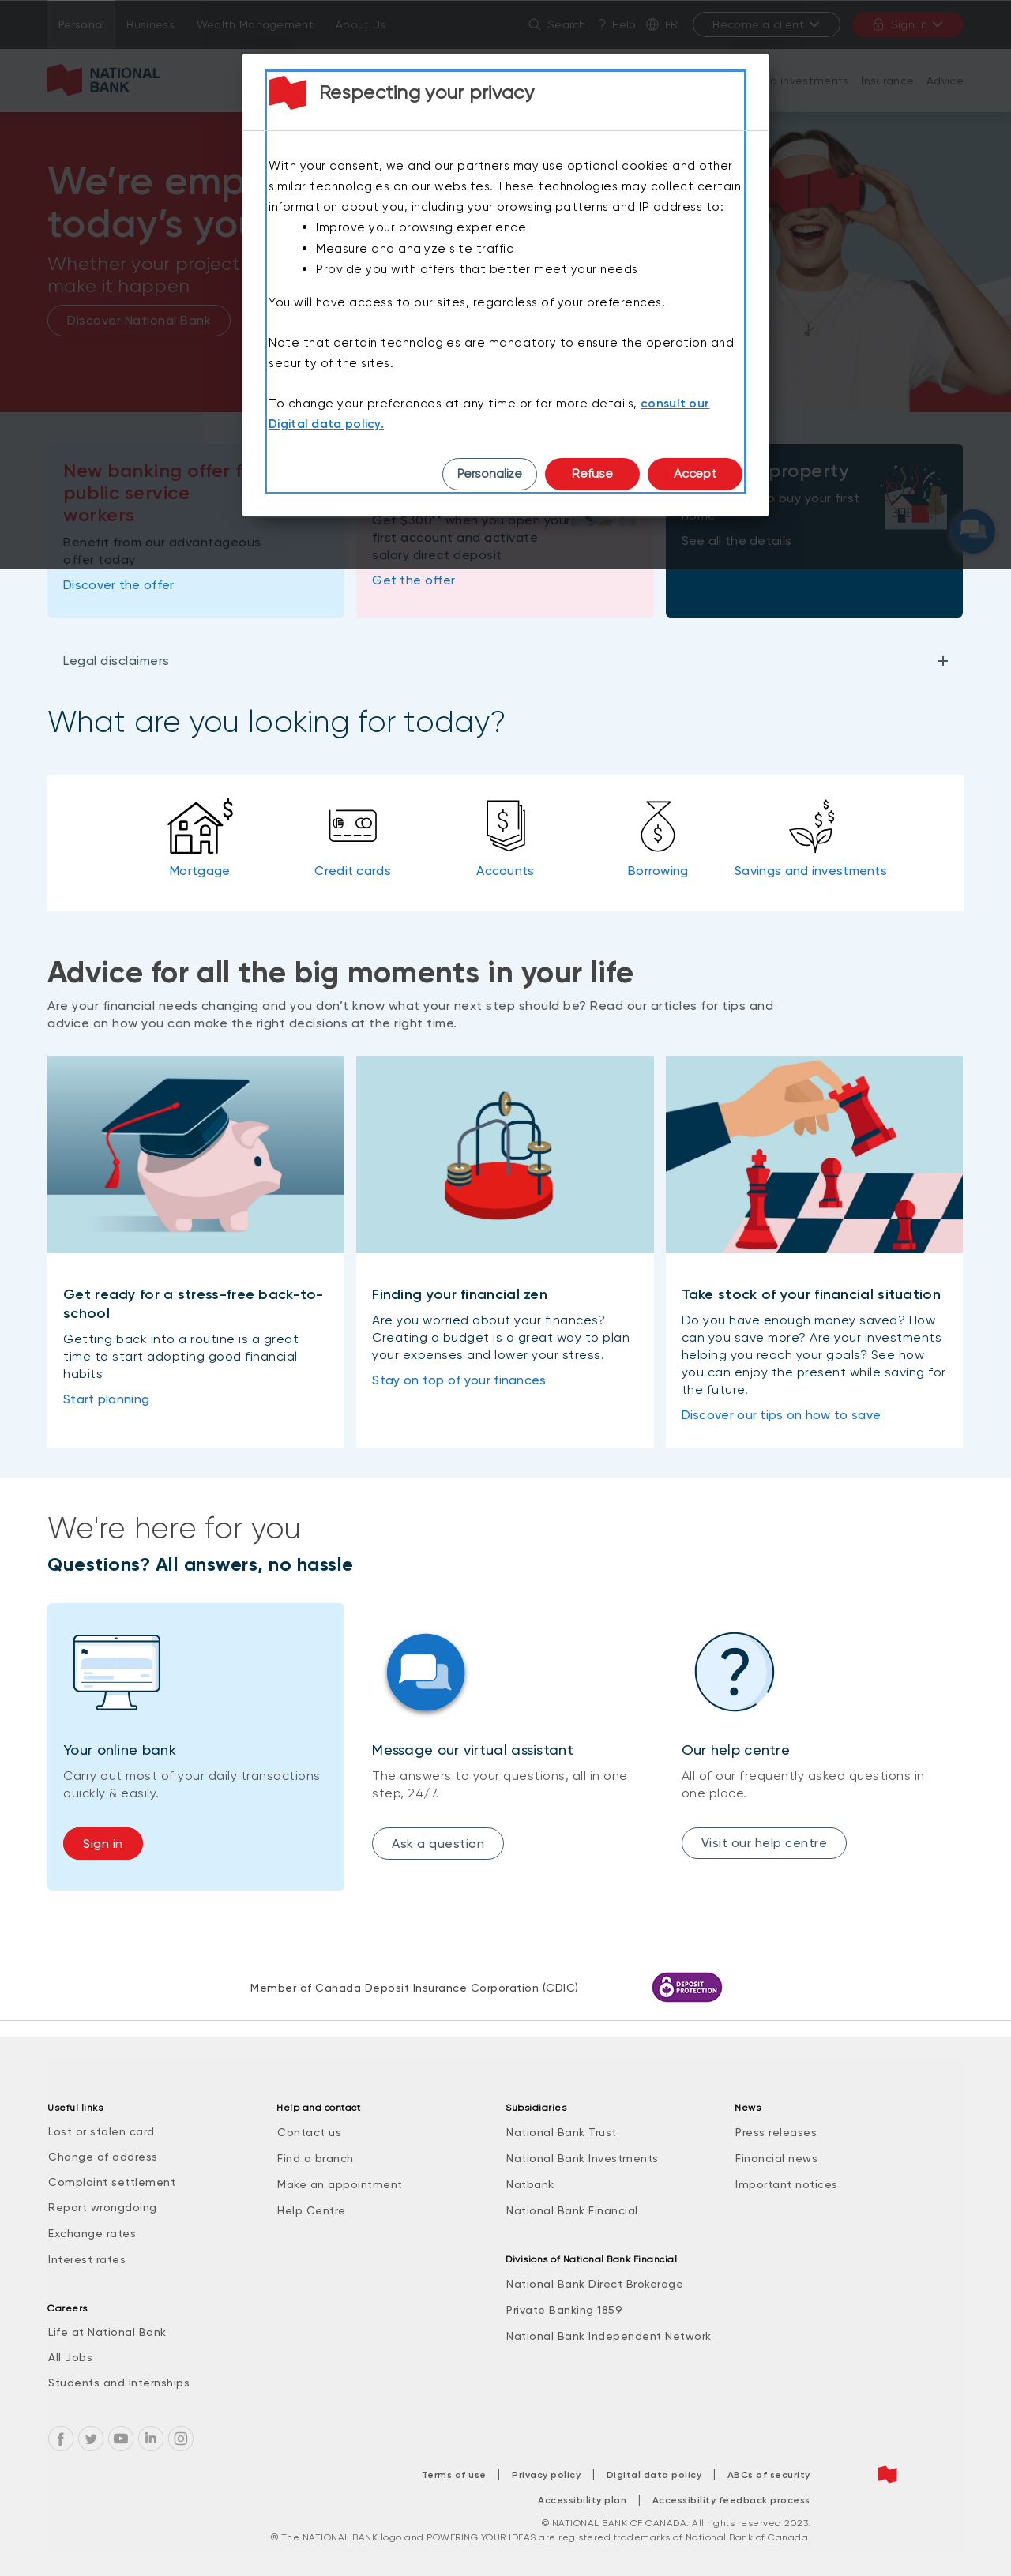 Personal
Business
Wealth Management
About Us
Search
? Help
FR
Become a client
Sign in
NATIONAL
BANK
investments
Insurance
Advice
Respecting your privacy
With your consent, we and our partners may use optional cookies and other
similar technologies on our websites. These technologies may collect certain
information about you, including your browsing patterns and IP address to:
• Improve your browsing experience
• Measure and analyze site traffic
• Provide you with offers that better meet your needs
You will have access to our sites, regardless of your preferences.
Note that certain technologies are mandatory to ensure the operation and
security of the sites.
To change your preferences at any time or for more details, consult our
Digital data policy.
Personalize
Refuse
Accept
We're
today's
Whether your project
make it happen
Discover National Bank
New banking offer
public service
workers
Benefit from our advantageous
offer today
Discover the offer
Get $300** when you open your
first account and activate
salary direct deposit
Get the offer
property
buy your first
home
See all the details
Legal disclaimers +
What are you looking for today?
Mortgage
Credit cards
Accounts
Borrowing
Savings and investments
Advice for all the big moments in your life
Are your financial needs changing and you don't know what your next step should be? Read our articles for tips and
advice on how you can make the right decisions at the right time.
Get ready for a stress-free back-to-
school
Getting back into a routine is a great
time to start adopting good financial
habits
Start planning
Finding your financial zen
Are you worried about your finances?
Creating a budget is a great way to plan
your expenses and lower your stress.
Stay on top of your finances
Take stock of your financial situation
Do you have enough money saved? How
can you save more? Are your investments
helping you reach your goals? See how
you can enjoy the present while saving for
the future.
Discover our tips on how to save
We're here for you
Questions? All answers, no hassle
Your online bank
Carry out most of your daily transactions
quickly & easily.
Sign in
Message our virtual assistant
The answers to your questions, all in one
step, 24/7.
Ask a question
?
Our help centre
All of our frequently asked questions in
one place.
Visit our help centre
Member of Canada Deposit Insurance Corporation (CDIC)
DEPOSIT
PROTECTION
Useful links
Lost or stolen card
Change of address
Complaint settlement
Report wrongdoing
Exchange rates
Interest rates
Careers
Life at National Bank
All Jobs
Students and Internships
Help and contact
Contact us
Find a branch
Make an appointment
Help Centre
Subsidiaries
National Bank Trust
National Bank Investments
Natbank
National Bank Financial
Divisions of National Bank Financial
National Bank Direct Brokerage
Private Banking 1859
National Bank Independent Network
News
Press releases
Financial news
Important notices
Terms of use | Privacy policy | Digital data policy | ABCs of security
Accessibility plan | Accessibility feedback process
© NATIONAL BANK OF CANADA. All rights reserved 2023.
® The NATIONAL BANK logo and POWERING YOUR IDEAS are registered trademarks of National Bank of Canada.